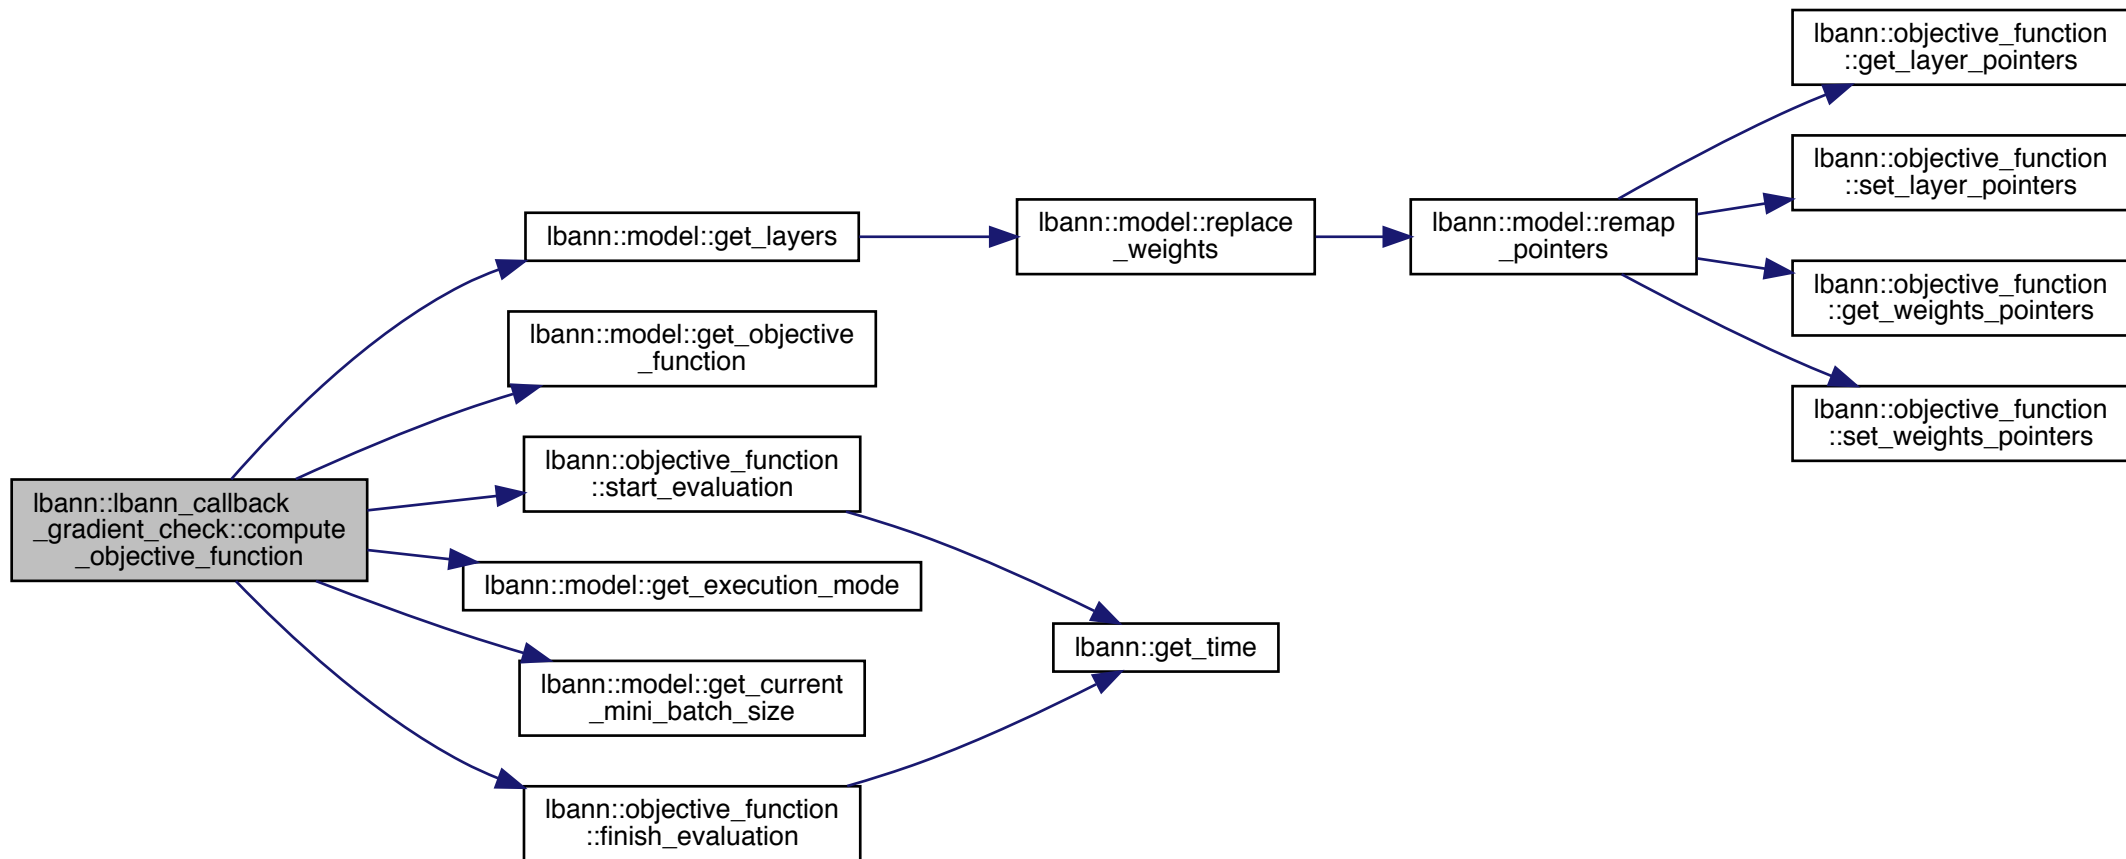 lbann::lbann_callback
_gradient_check::compute
_objective_function
lbann::model::get_layers
lbann::model::replace
_weights
lbann::model::remap
_pointers
lbann::objective_function
::get_layer_pointers
lbann::objective_function
::set_layer_pointers
lbann::objective_function
::get_weights_pointers
lbann::objective_function
::set_weights_pointers
lbann::model::get_objective
_function
lbann::objective_function
::start_evaluation
lbann::get_time
lbann::model::get_execution_mode
lbann::model::get_current
_mini_batch_size
lbann::objective_function
::finish_evaluation